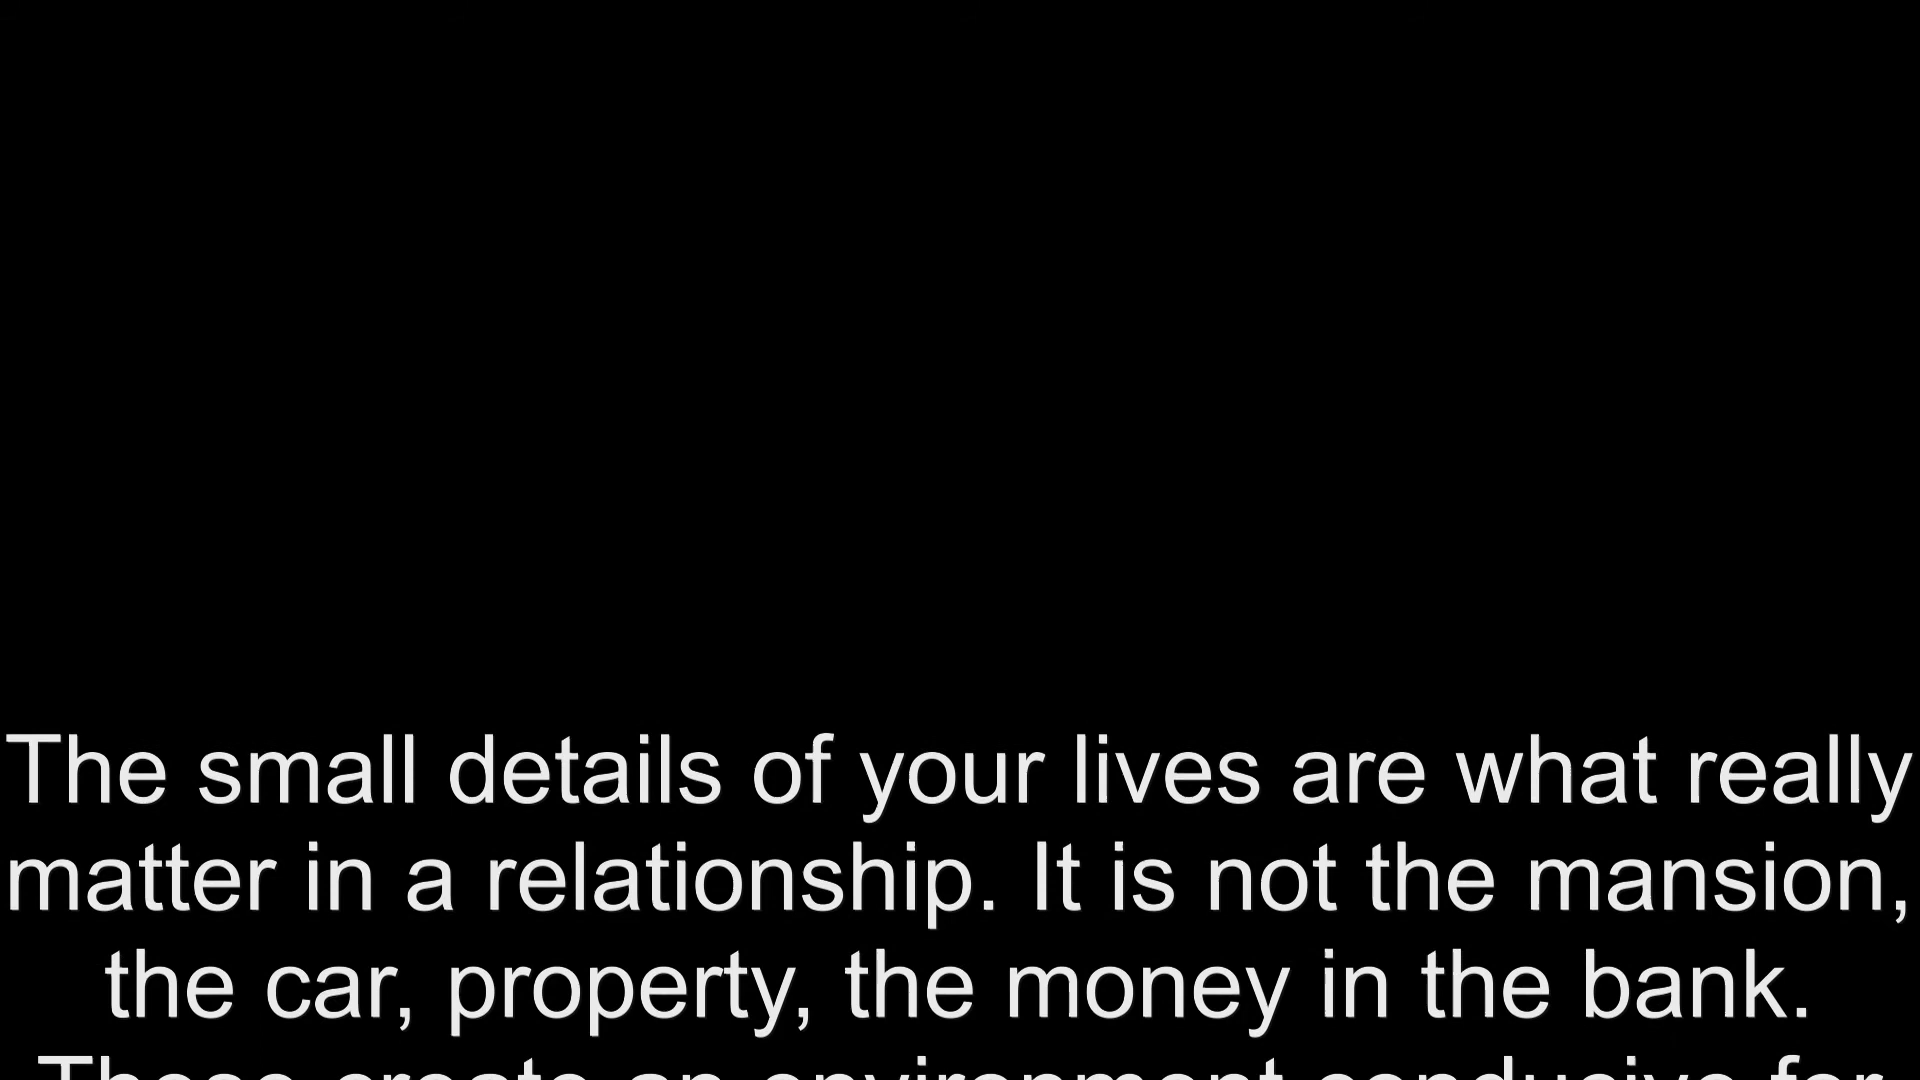 The small details of your lives are what really
matter in a relationship. It is not the mansion,
the car, property, the money in the bank.
These create an environment conducive for